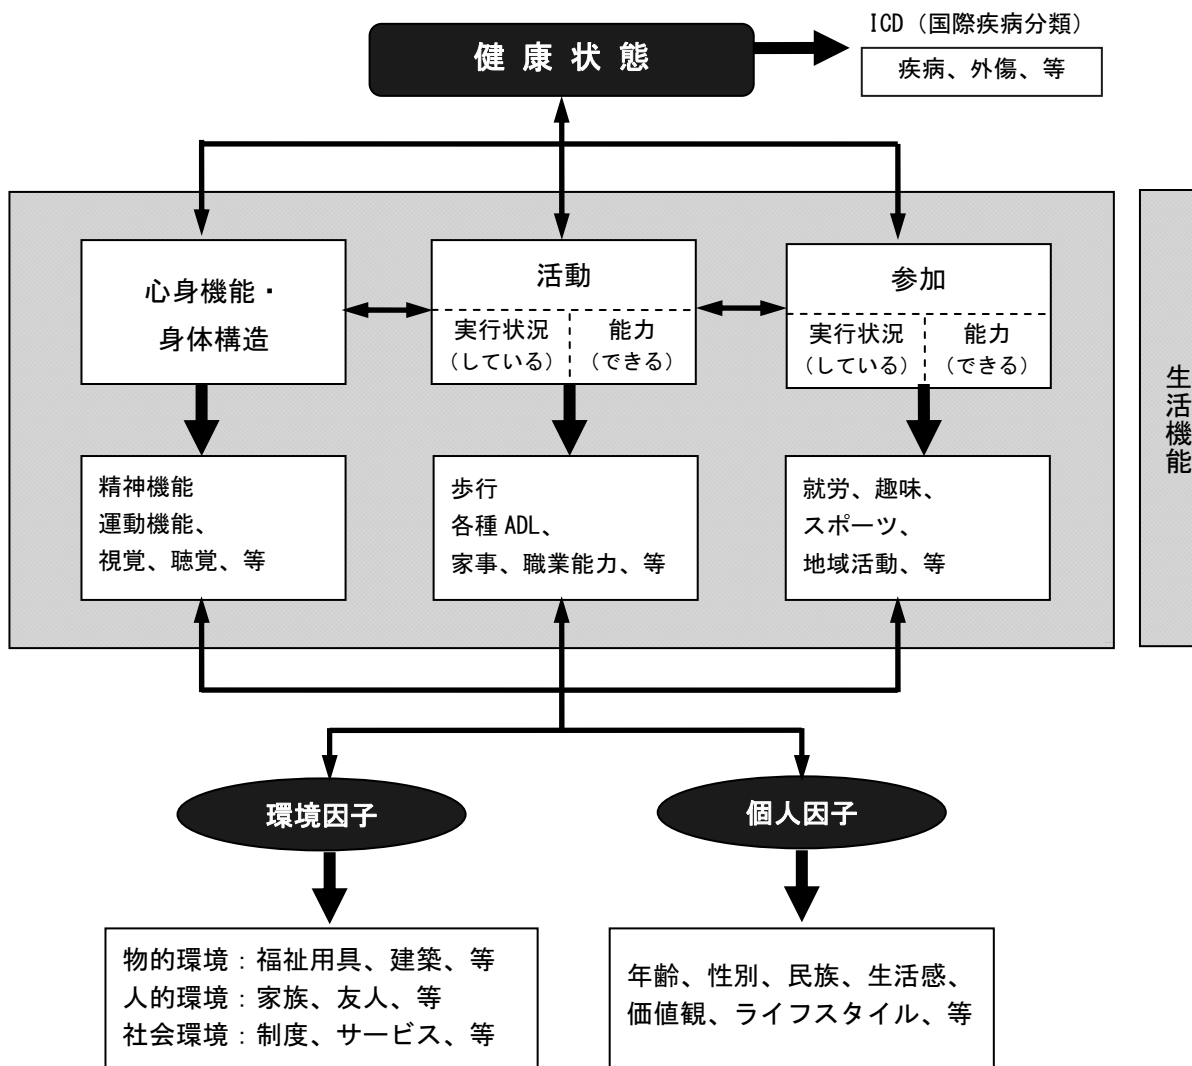 ICD（国際疾病分類）
健康状態
疾病、外傷、等
心身機能・
身体構造
活動
実行状況
（している）
能力
（できる）
参加
実行状況
（している）
能力
（できる）
生活機能
精神機能
運動機能、
視覚、聴覚、等
歩行
各種 ADL、
家事、職業能力、等
就労、趣味、
スポーツ、
地域活動、等
環境因子
個人因子
物的環境：福祉用具、建築、等
人的環境：家族、友人、等
社会環境：制度、サービス、等
年齢、性別、民族、生活感、
価値観、ライフスタイル、等